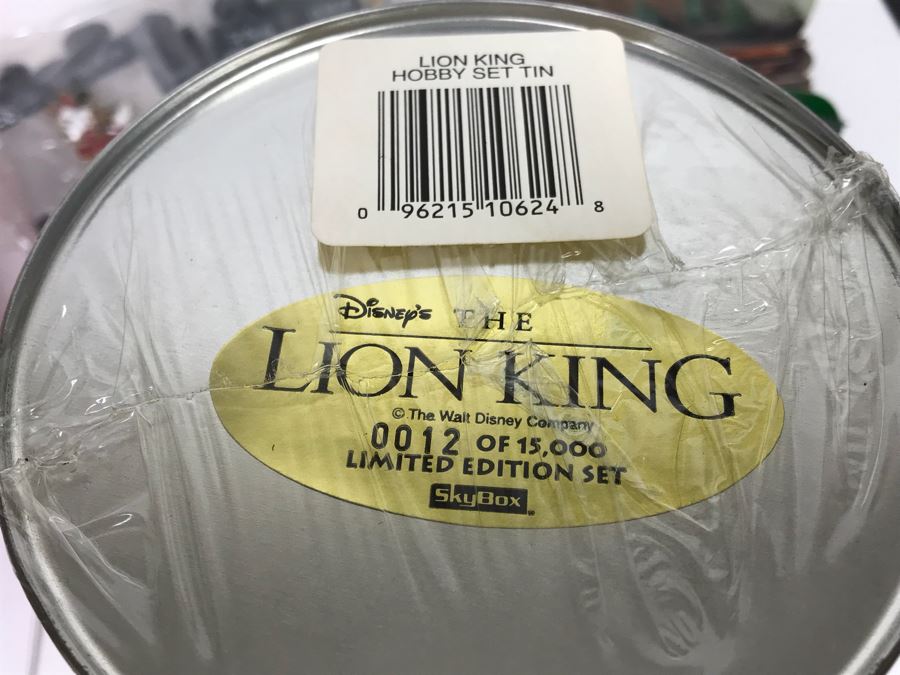 LION KING
HOBBY SET TIN
0 96215 10624 8
Disney's THE
LION KING
© The Walt Disney Company
0012 OF 15,000
LIMITED EDITION SET
SkyBox